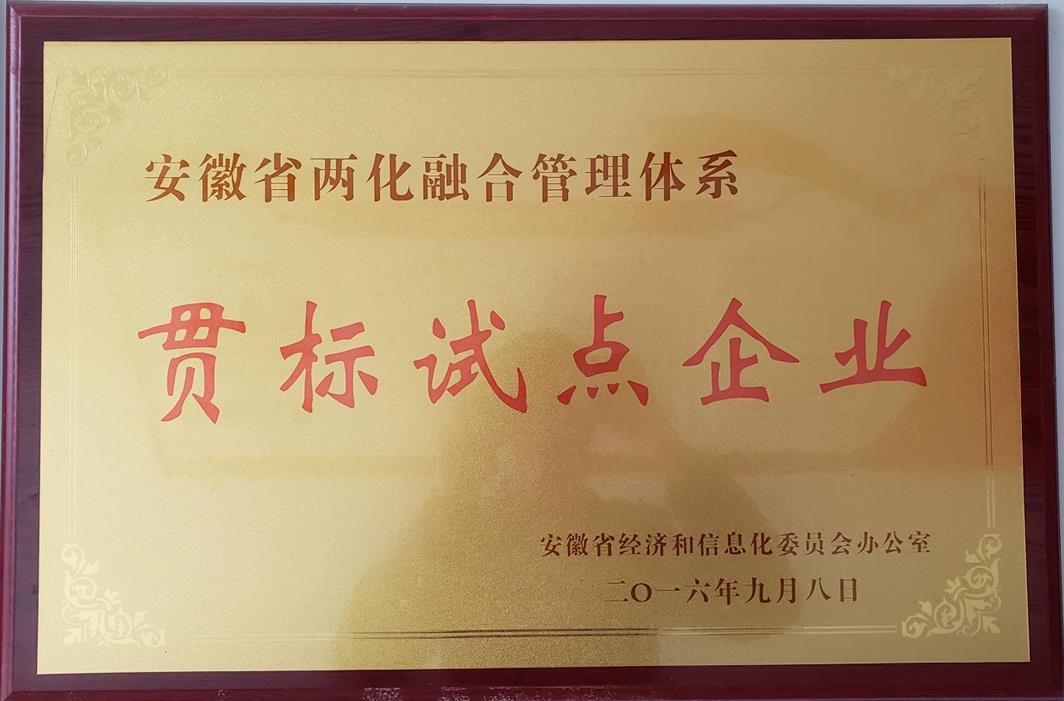 安徽省两化融合管理体系
贯标试点企业
安徽省经济和信息化委员会办公室
二〇一六年九月八日